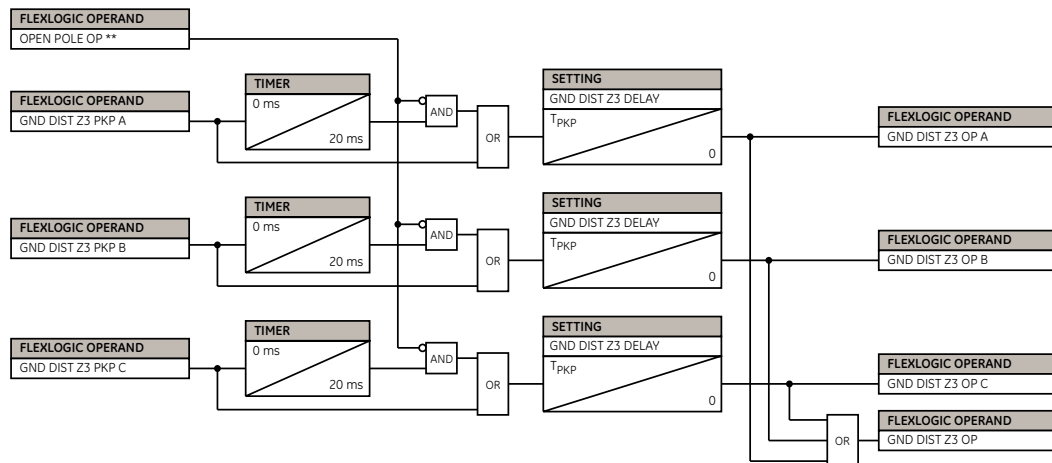 FLEXLOGIC OPERAND
OPEN POLE OP **
FLEXLOGIC OPERAND
GND DIST Z3 PKP A
TIMER
0 ms
20 ms
AND
OR
SETTING
GND DIST Z3 DELAY
TPKP
0
FLEXLOGIC OPERAND
GND DIST Z3 OP A
FLEXLOGIC OPERAND
GND DIST Z3 PKP B
TIMER
0 ms
20 ms
AND
OR
SETTING
GND DIST Z3 DELAY
TPKP
0
FLEXLOGIC OPERAND
GND DIST Z3 OP B
FLEXLOGIC OPERAND
GND DIST Z3 PKP C
TIMER
0 ms
20 ms
AND
OR
SETTING
GND DIST Z3 DELAY
TPKP
0
FLEXLOGIC OPERAND
GND DIST Z3 OP C
OR
FLEXLOGIC OPERAND
GND DIST Z3 OP